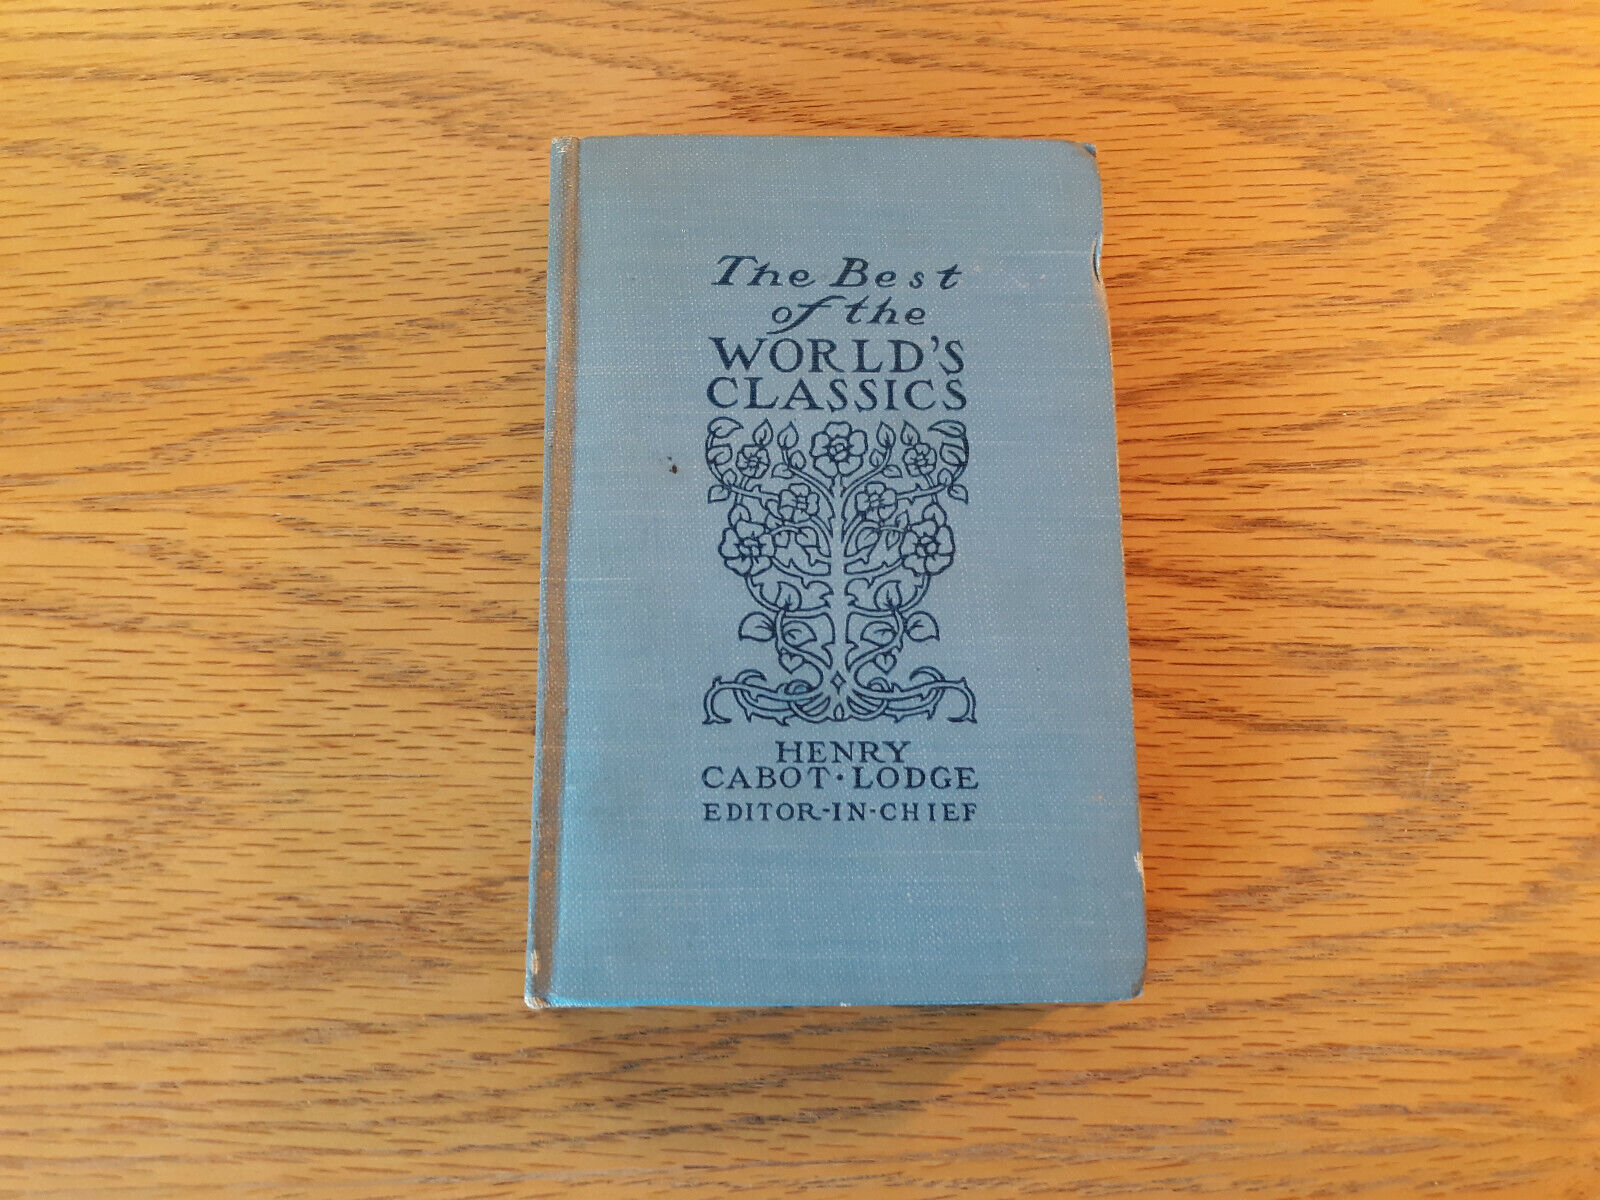 The Best
of the
WORLD'S
CLASSICS
HENRY
CABOT·LODGE
EDITOR-IN-CHIEF